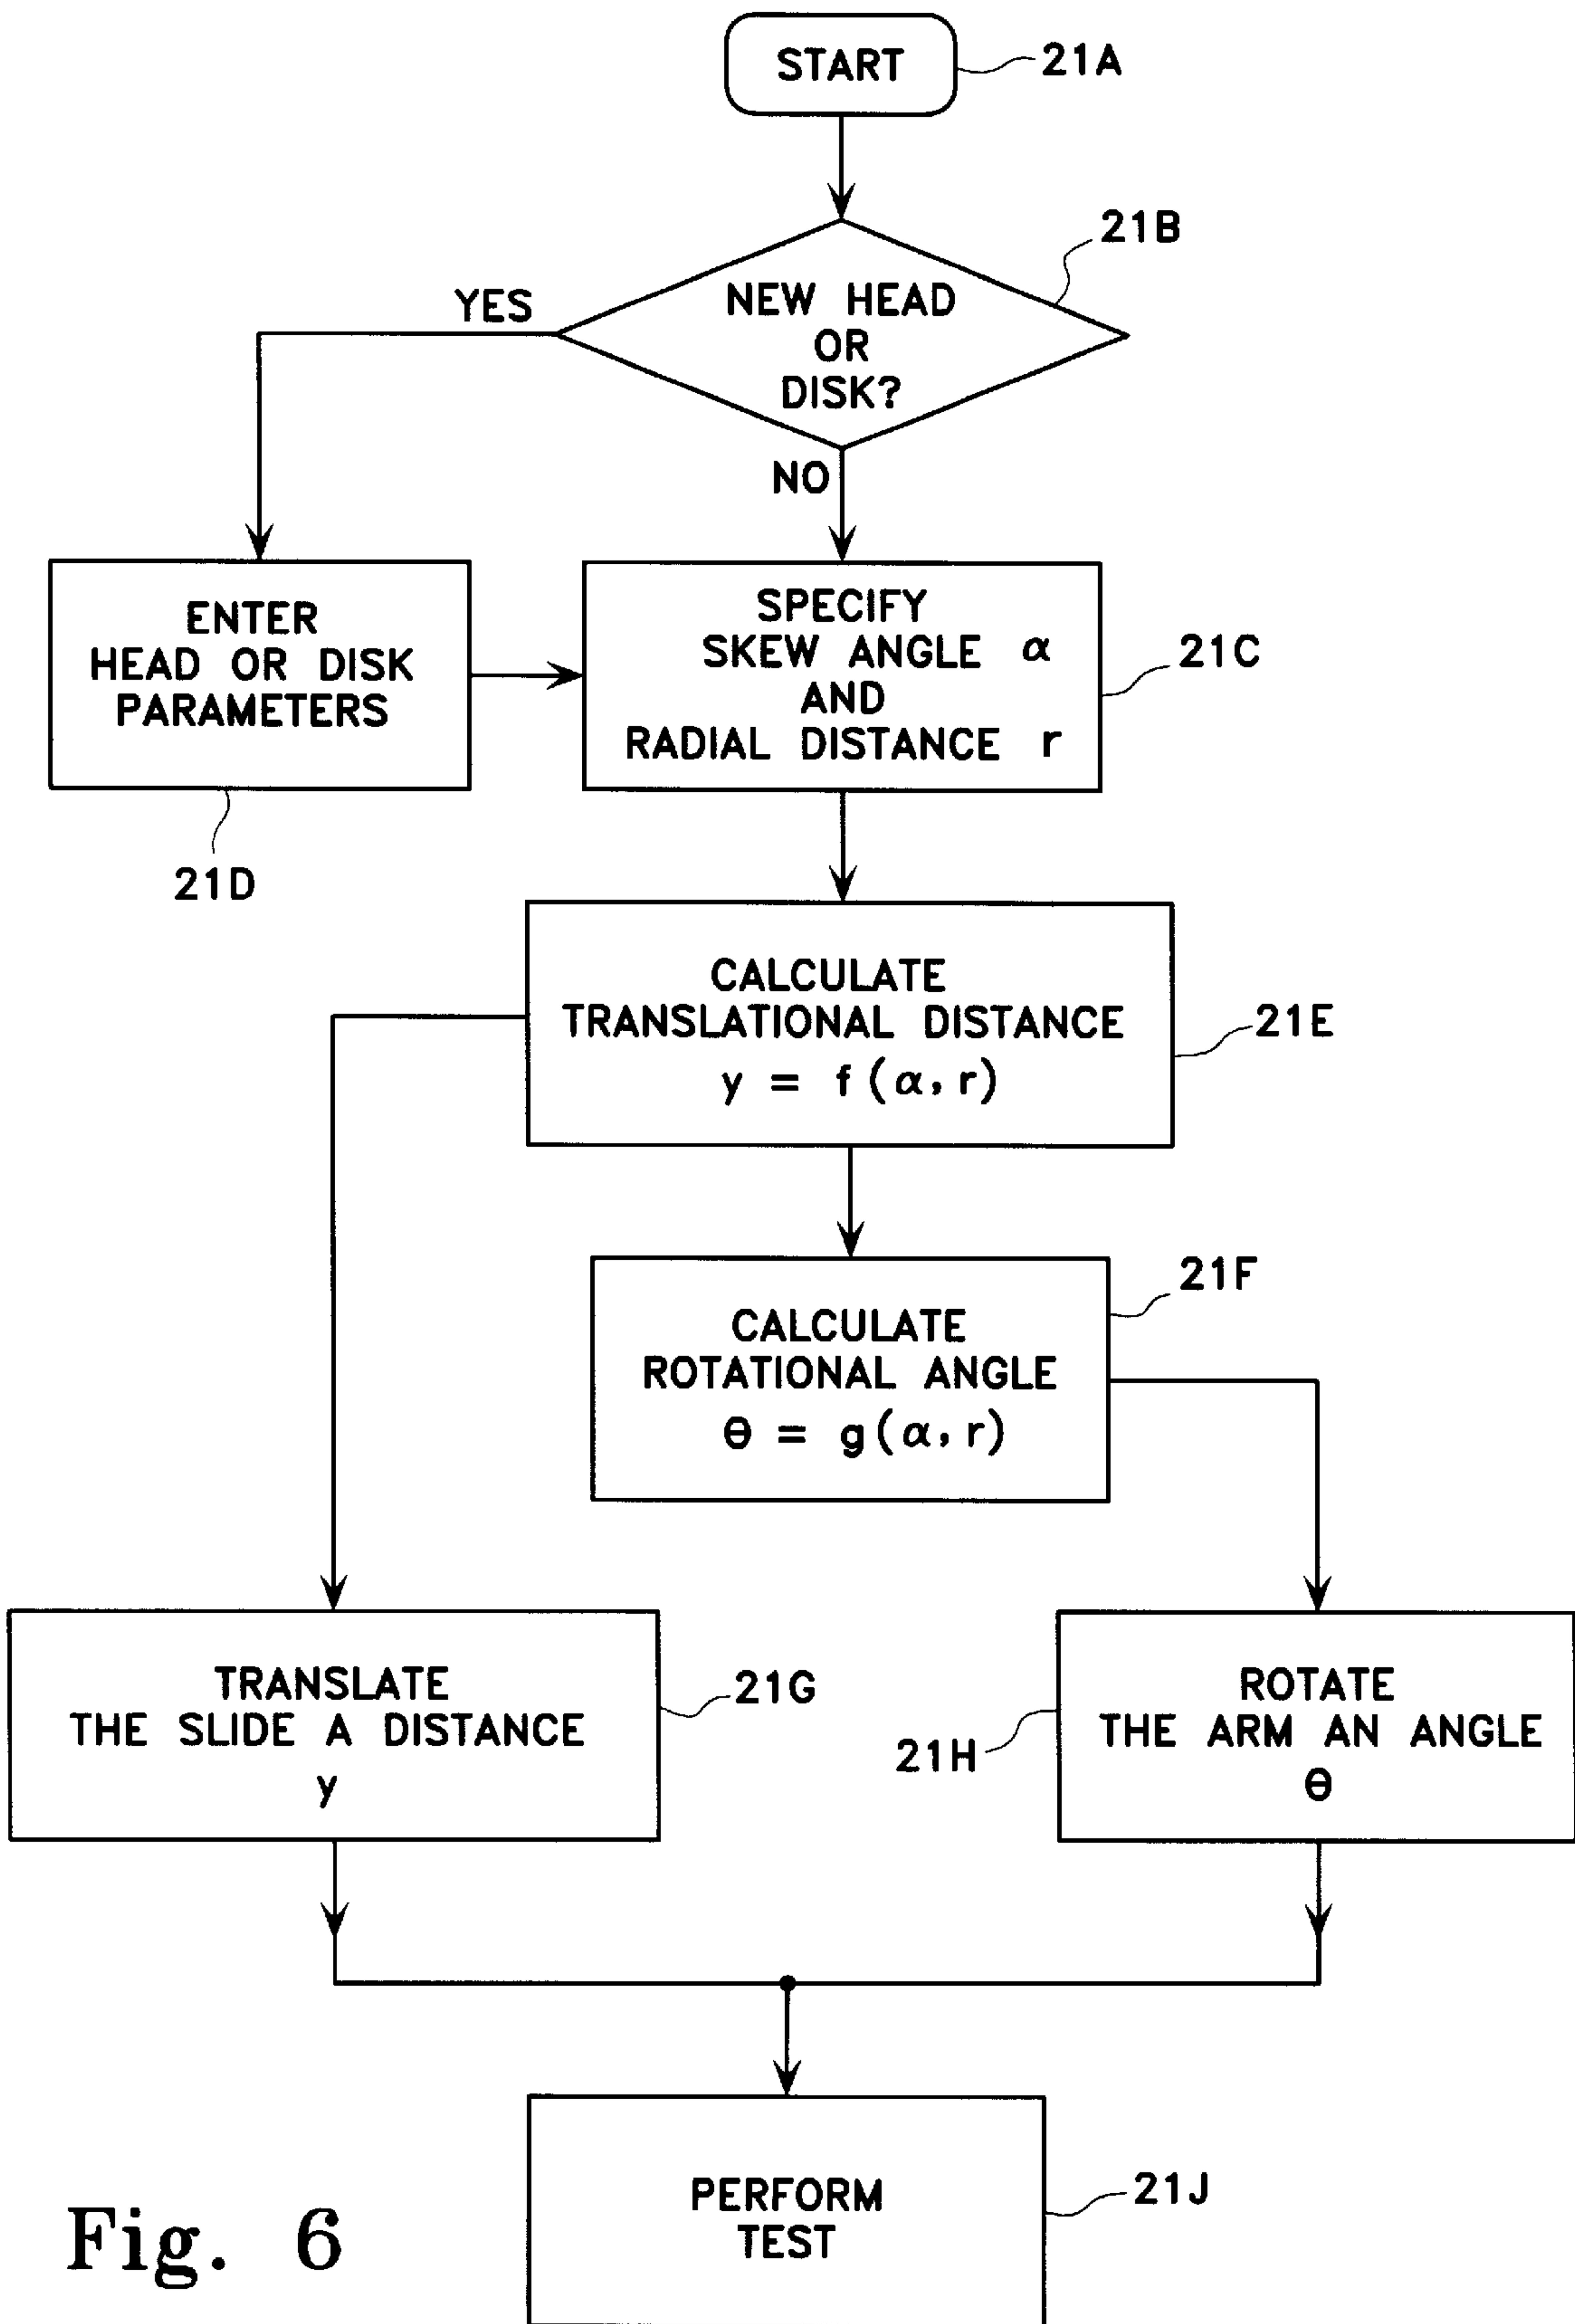 START
21A
21B
YES
NEW HEAD
OR
DISK?
NO
ENTER
HEAD OR DISK
PARAMETERS
21D
SPECIFY
SKEW ANGLE α
AND
RADIAL DISTANCE r
21C
CALCULATE
TRANSLATIONAL DISTANCE
y = f(α,r)
21E
CALCULATE
ROTATIONAL ANGLE
θ = g(α,r)
21F
TRANSLATE
THE SLIDE A DISTANCE
y
21G
21H
ROTATE
THE ARM AN ANGLE
θ
PERFORM
TEST
21J
Fig. 6